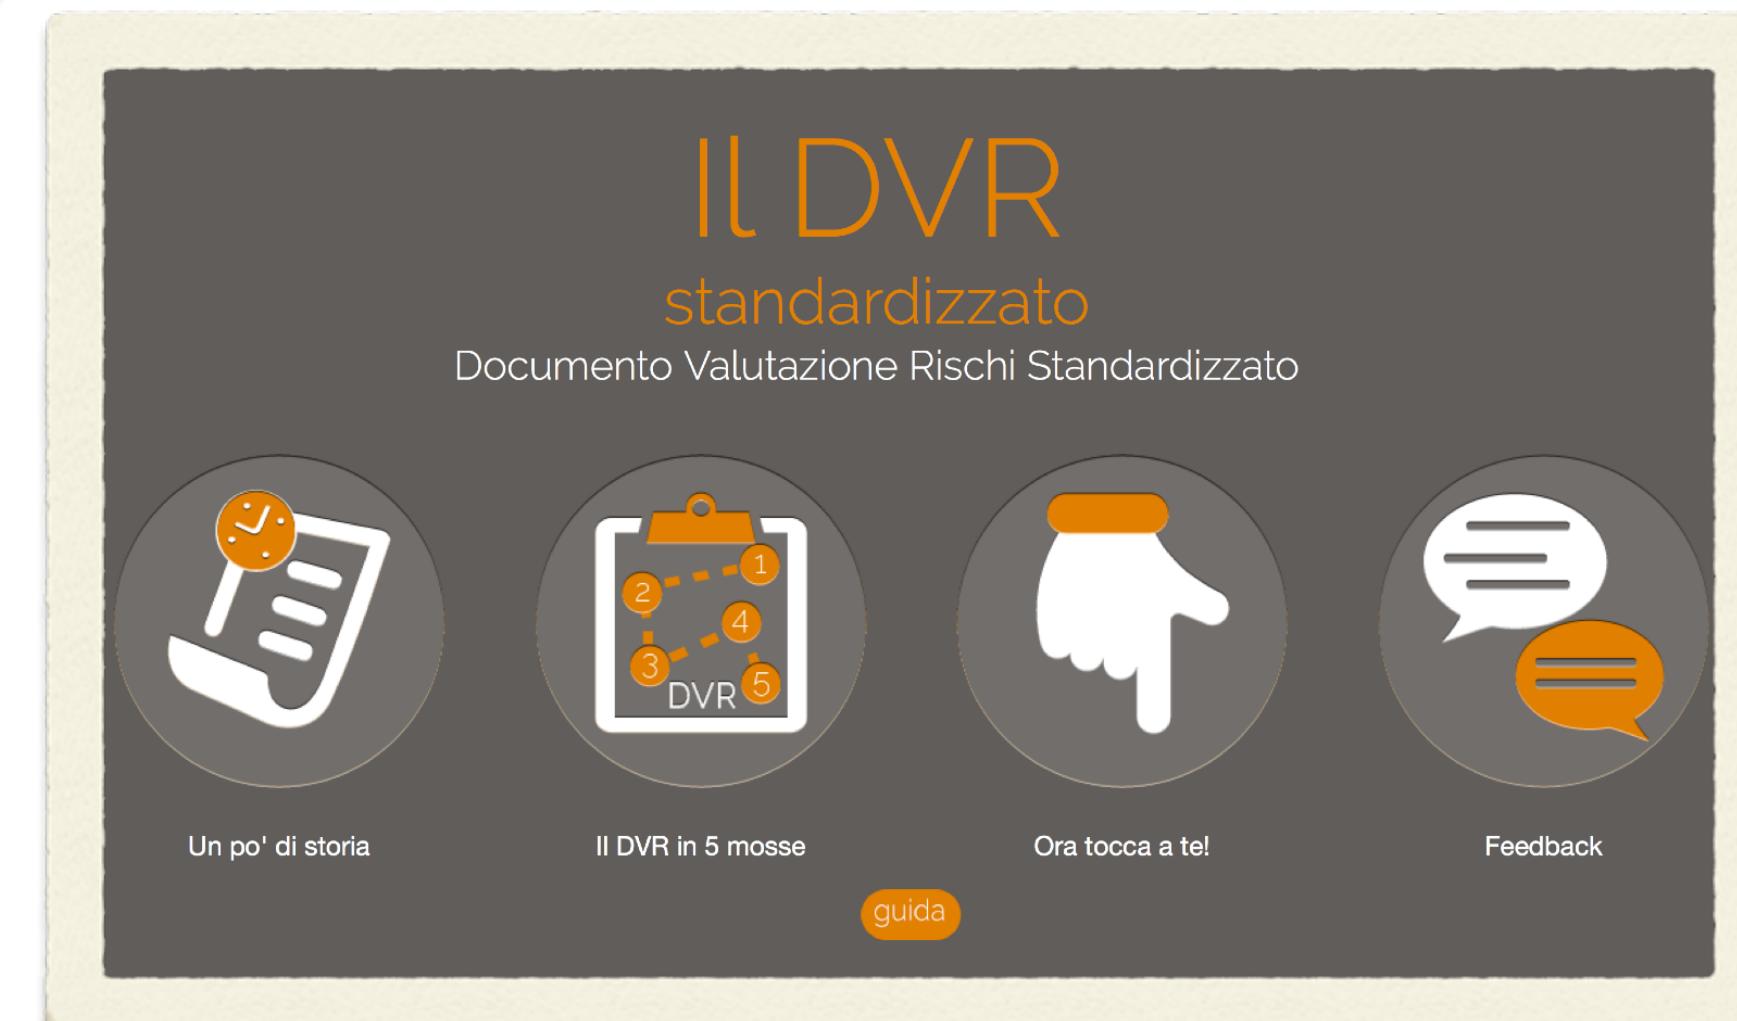 Il DVR
standardizzato
Documento Valutazione Rischi Standardizzato
1
2
4
3
DVR 5
Un po' di storia
Il DVR in 5 mosse
Ora tocca a te!
Feedback
guida